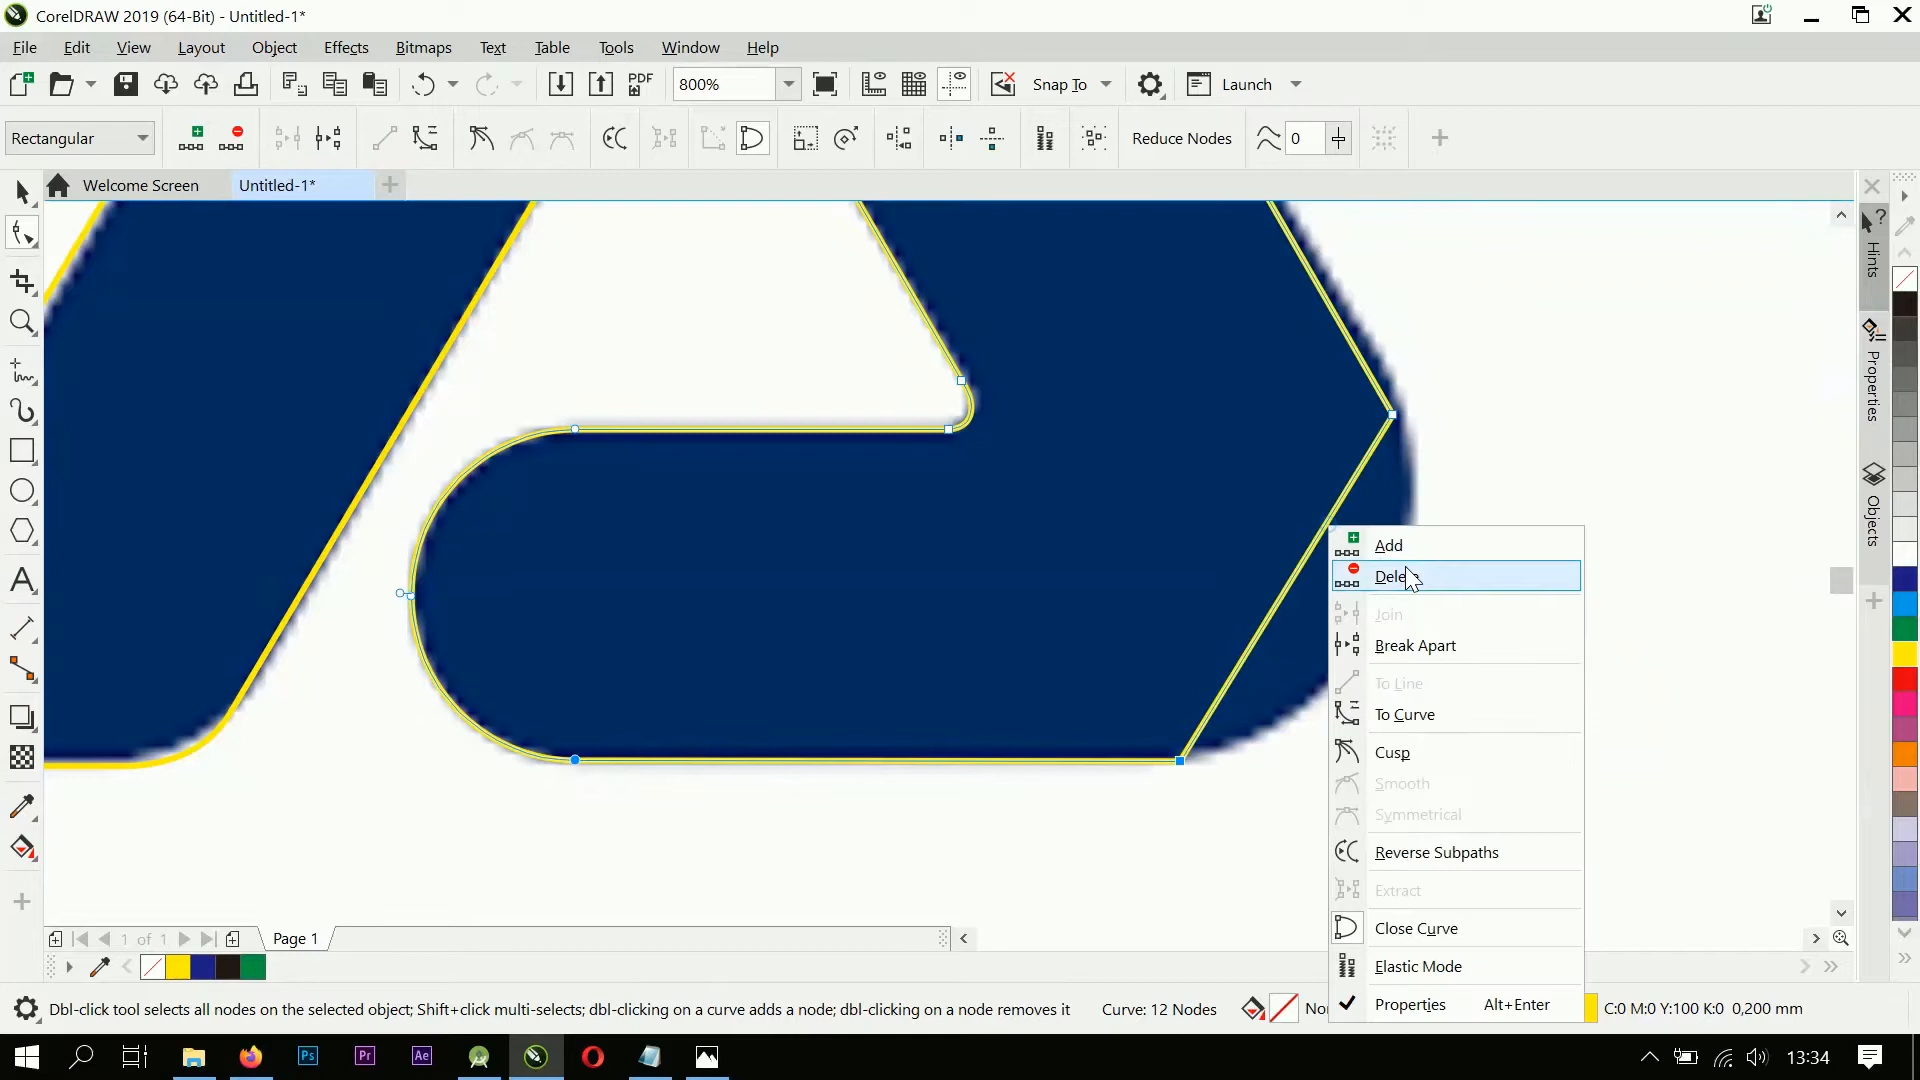 CorelDRAW 2019 (64-Bit) - Untitled-1*
File Edit View Layout Object Effects Bitmaps Text Table Tools Window Help
PDF 800% Snap To Launch
Rectangular Reduce Nodes 0
Welcome Screen Untitled-1*
Hints
Properties
Objects
Add
Join
Break Apart
To Line
To Curve
Cusp
Smooth
Symmetrical
Reverse Subpaths
Extract
Close Curve
Elastic Mode
Properties Alt+Enter
1 of 1 Page 1
Dbl-click tool selects all nodes on the selected object; Shift+click multi-selects; dbl-clicking on a curve adds a node; dbl-clicking on a node removes it Curve: 12 Nodes C:0 M:0 Y:100 K:0 0,200 mm
Ps Pr Ae 13:34